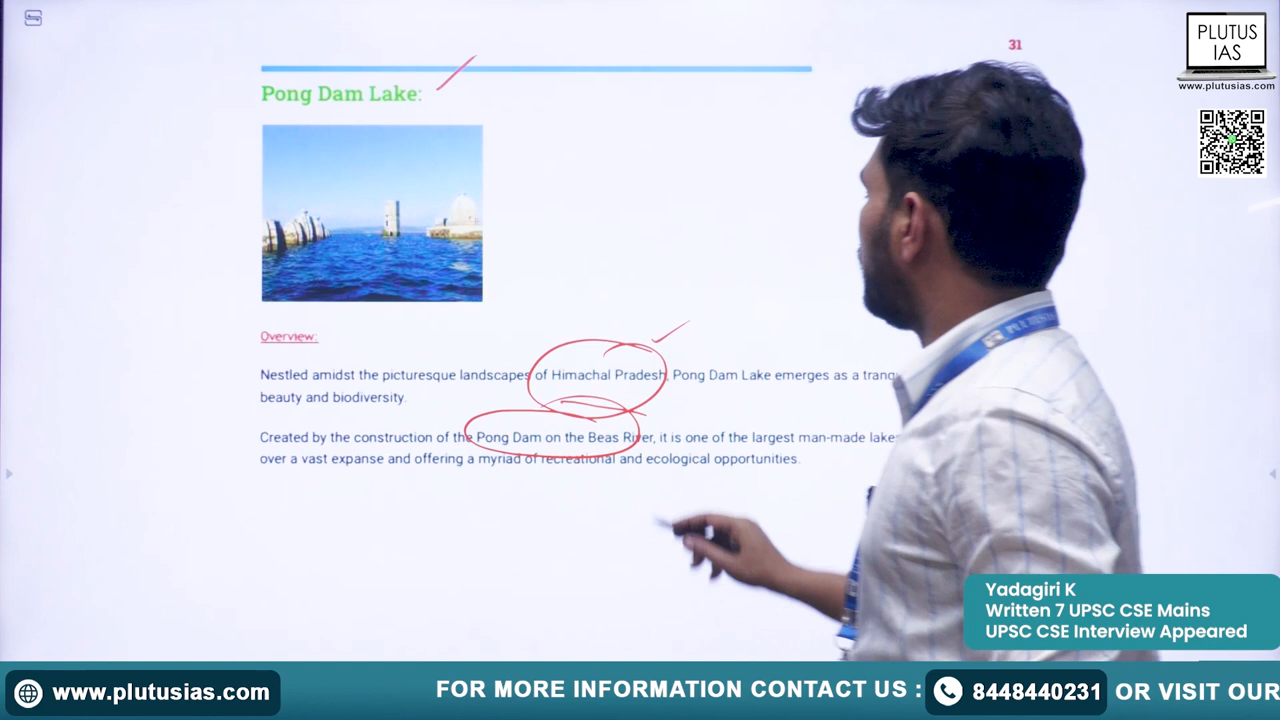 31
PLUTUS
IAS
www.plutusias.com
Pong Dam Lake:
Overview:
Nestled amidst the picturesque landscapes of Himachal Pradesh, Pong Dam Lake emerges as a
beauty and biodiversity.
Created by the construction of the Pong Dam on the Beas River, it is one of the largest man-made
over a vast expanse and offering a myriad of recreational and ecological opportunities.
Yadagiri K
Written 7 UPSC CSE Mains
UPSC CSE Interview Appeared
www.plutusias.com
FOR MORE INFORMATION CONTACT US :
8448440231
OR VISIT OUR